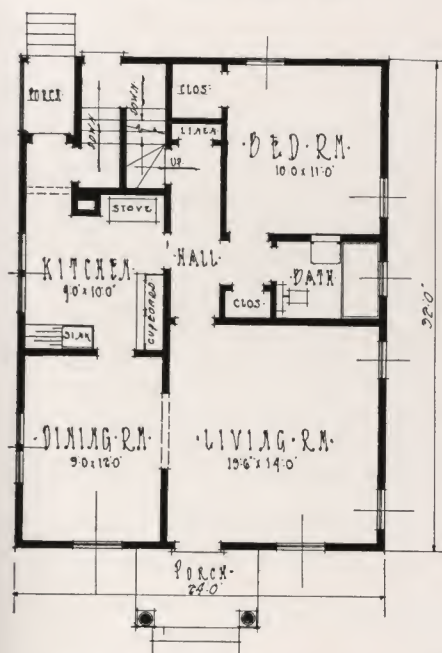 PORCH
DOWN
DOWN
CLOS.
LINEN
UP
·BED·RM·
10'0 x 11'0"
STOVE
KITCHEN
9'0" x 10'0"
HALL
·BATH
CUPBOARD
CLOS.
SINK
32'-0"
·DINING·RM·
9'0 x 12'0"
·LIVING·RM·
13'6" x 14'0"
PORCH·
24'-0"